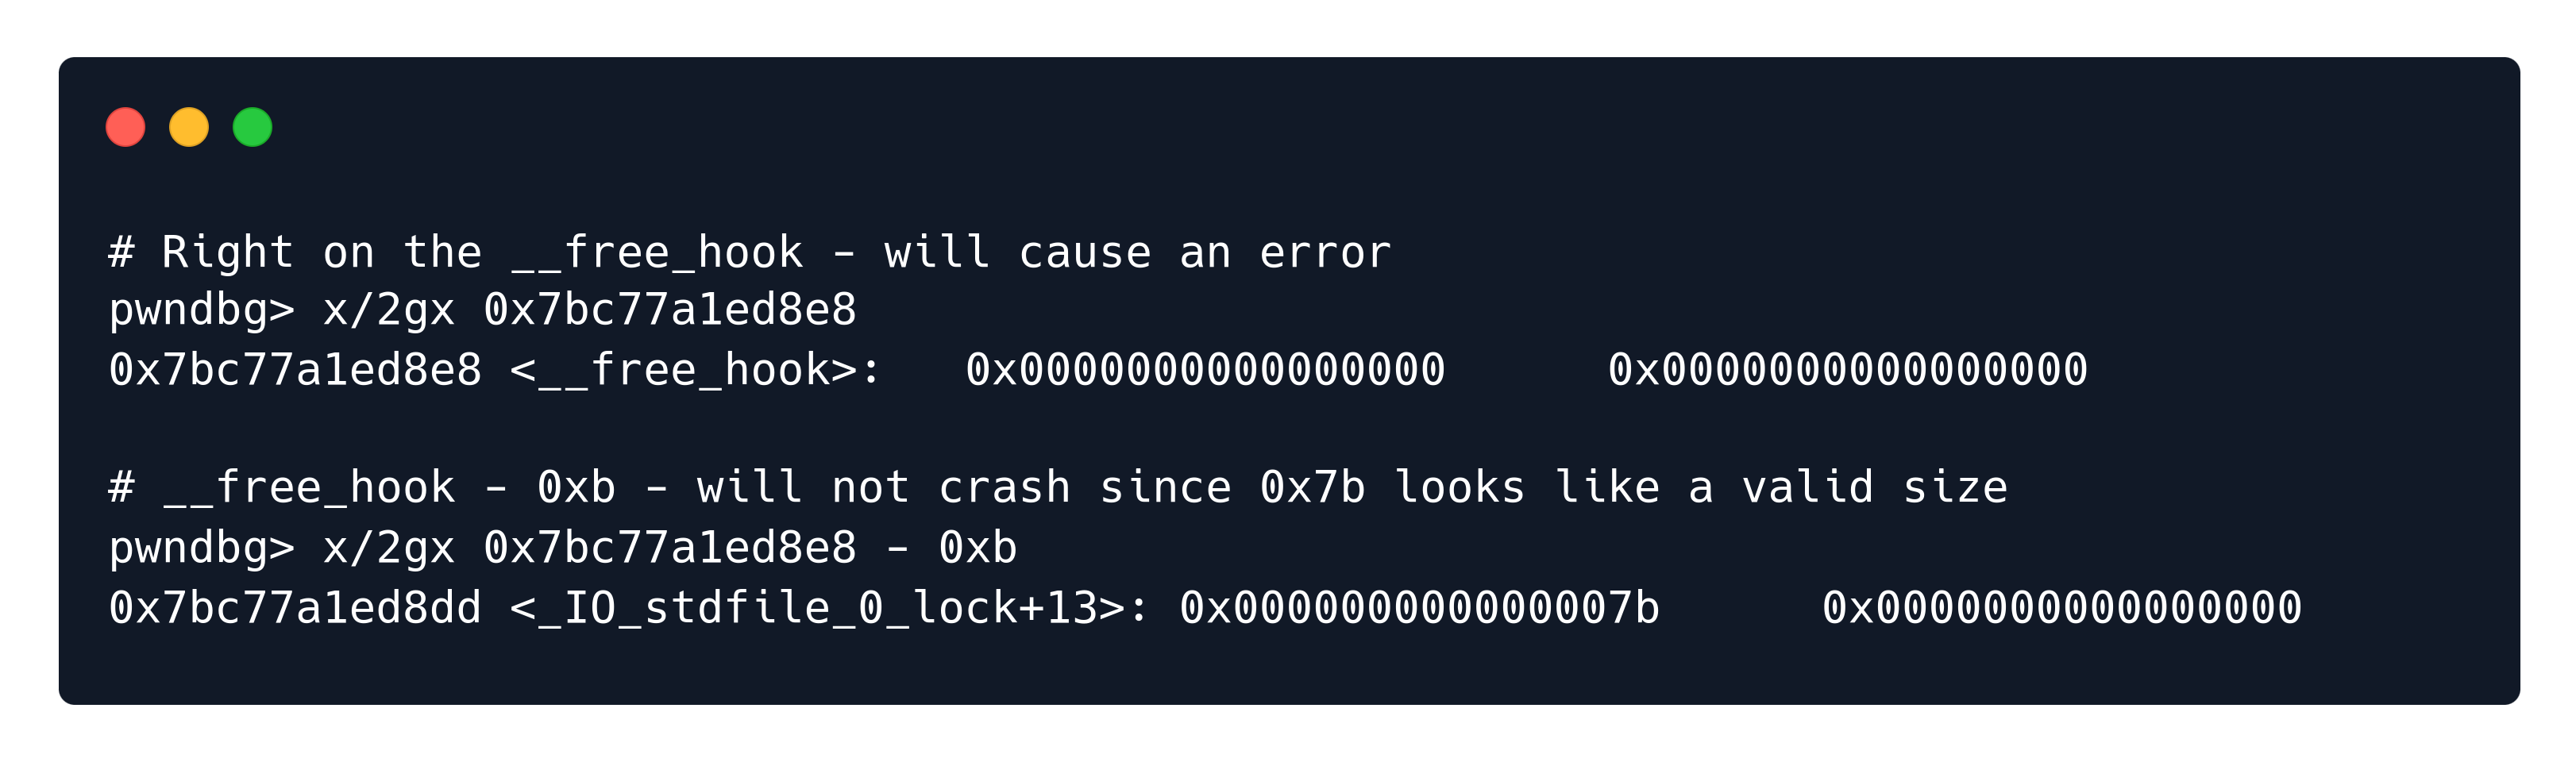 # Right on the __free_hook - will cause an error
pwndbg> x/2gx 0x7bc77a1ed8e8
0x7bc77a1ed8e8 <__free_hook>:   0x0000000000000000      0x0000000000000000
# __free_hook - 0xb - will not crash since 0x7b looks like a valid size
pwndbg> x/2gx 0x7bc77a1ed8e8 - 0xb
0x7bc77a1ed8dd <_IO_stdfile_0_lock+13>: 0x000000000000007b      0x0000000000000000